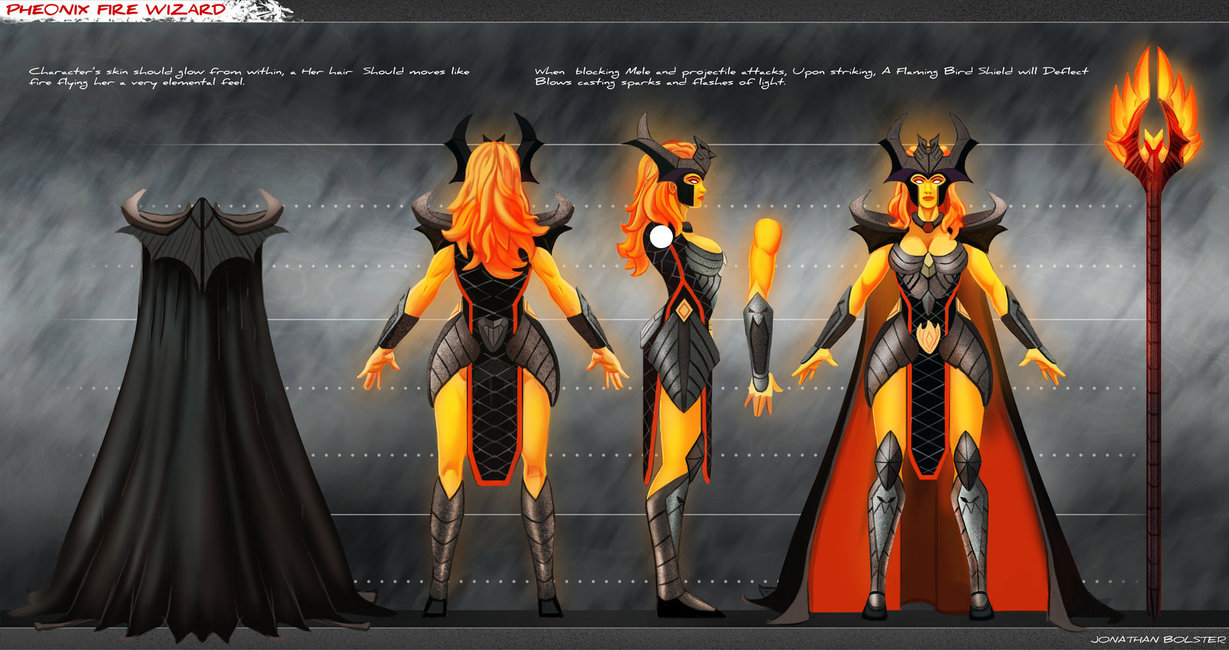 PHEONIX FIRE WIZARD
Character's skin should glow from within, a Her hair Should moves like
fire flying her a very elemental feel.
When blocking Mele and projectile attacks, Upon striking, A Flaming Bird Shield will Deflect
Blows casting sparks and flashes of light.
JONATHAN BOLSTER